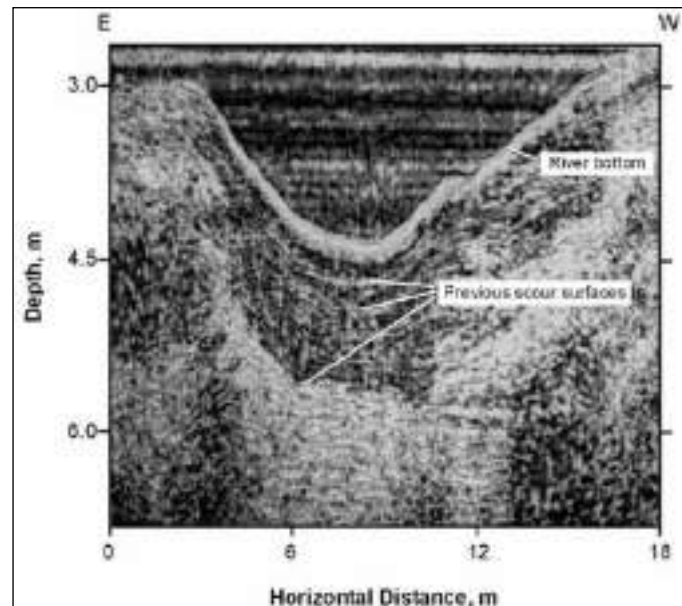 E W
3.0
River bottom
4.5
Previous scour surfaces
6.0
0 6 12 18
Depth, m
Horizontal Distance, m